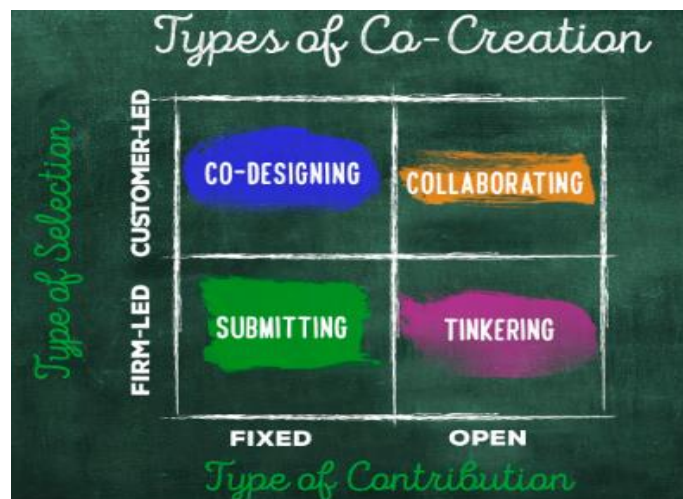 Types of Co-Creation
Type of Selection
CUSTOMER-LED
CO-DESIGNING
COLLABORATING
FIRM-LED
SUBMITTING
TINKERING
FIXED
OPEN
Type of Contribution